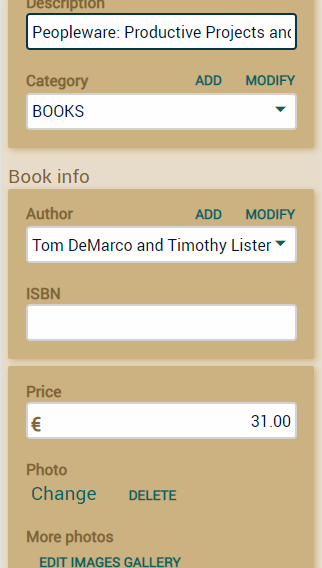 Description
Peopleware: Productive Projects and
Category ADD MODIFY
BOOKS
Book info
Author ADD MODIFY
Tom DeMarco and Timothy Lister
ISBN
Price
€ 31.00
Photo
Change DELETE
More photos
EDIT IMAGES GALLERY